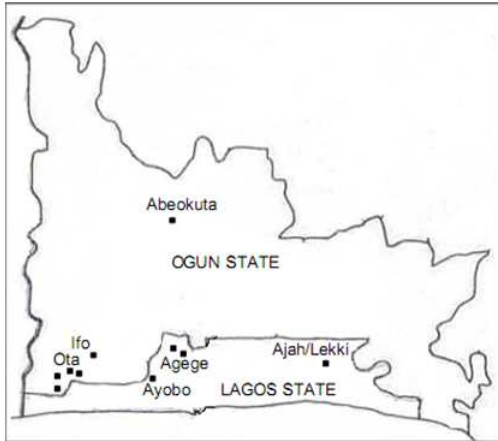 Abeokuta
OGUN STATE
Ifo
Ota
Agege
Ajah/Lekki
Ayobo
LAGOS STATE